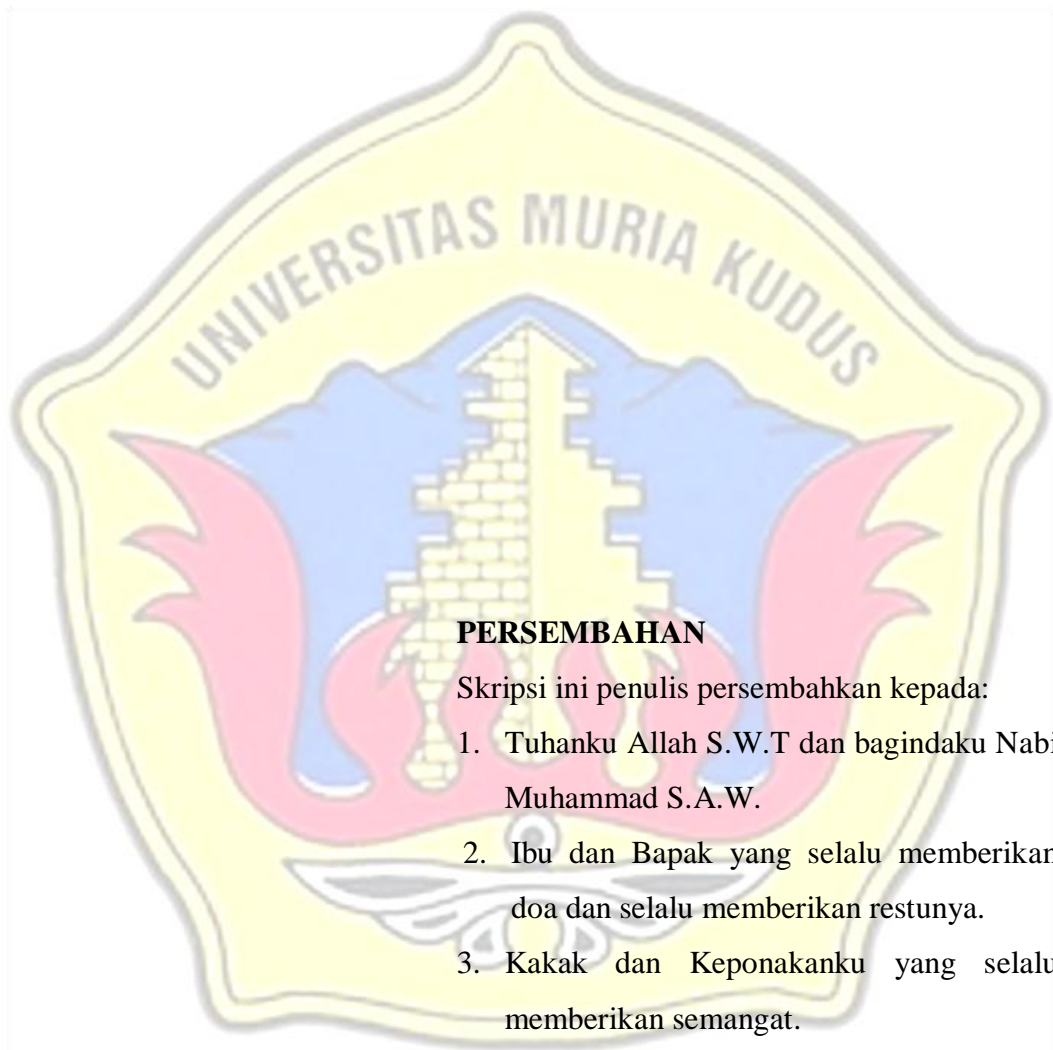 UNIVERSITAS MURIA KUDUS
PERSEMBAHAN
Skripsi ini penulis persembahkan kepada:
1. Tuhanku Allah S.W.T dan bagindaku Nabi
Muhammad S.A.W.
2. Ibu dan Bapak yang selalu memberikan
doa dan selalu memberikan restunya.
3. Kakak dan Keponakanku yang selalu
memberikan semangat.